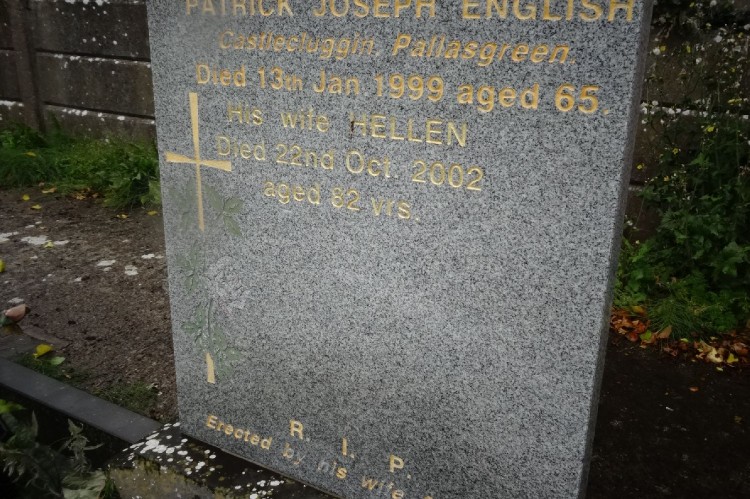 PATRICK JOSEPH ENGLISH
Castlecluggin, Pallasgreen.
Died 13th Jan 1999 aged 65.
His wife HELLEN
Died 22nd Oct. 2002
aged 82 yrs.
R. I. P.
Erected by his wife